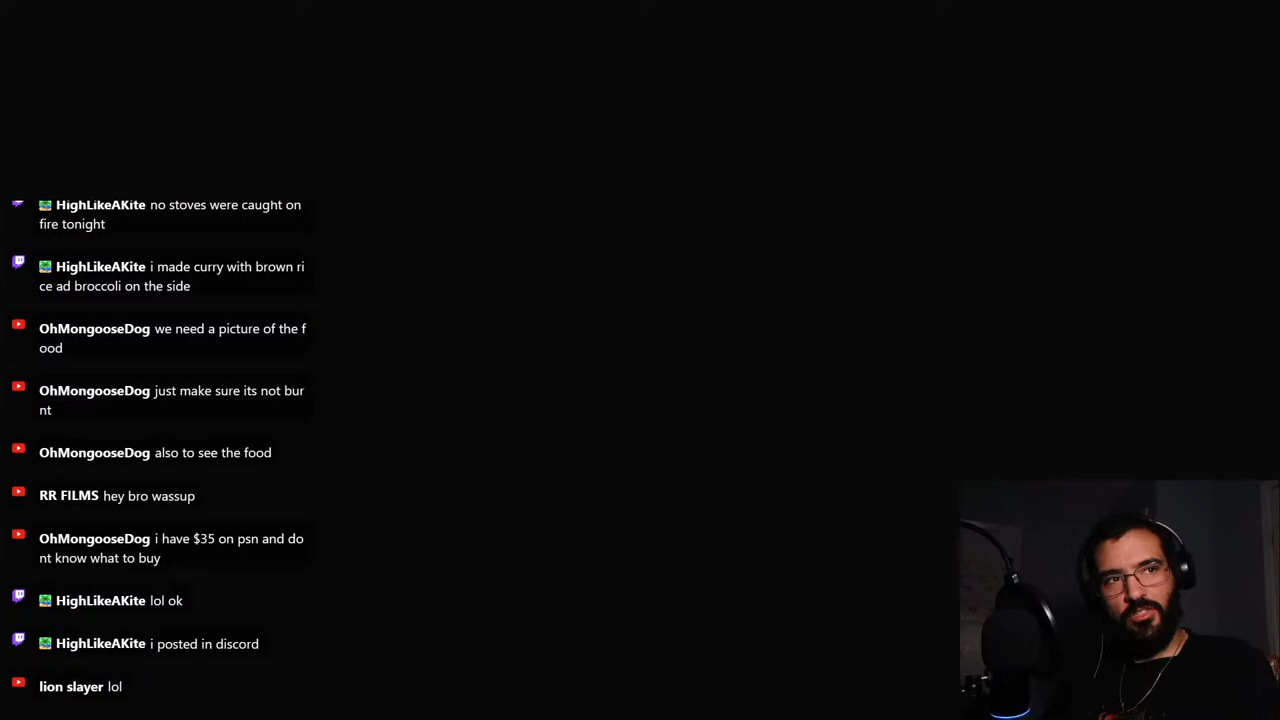 HighLikeAKite no stoves were caught on
fire tonight
HighLikeAKite i made curry with brown ri
ce ad broccoli on the side
OhMongooseDog we need a picture of the f
ood
OhMongooseDog just make sure its not bur
nt
OhMongooseDog also to see the food
RR FILMS hey bro wassup
OhMongooseDog i have $35 on psn and do
nt know what to buy
HighLikeAKite lol ok
HighLikeAKite i posted in discord
lion slayer lol